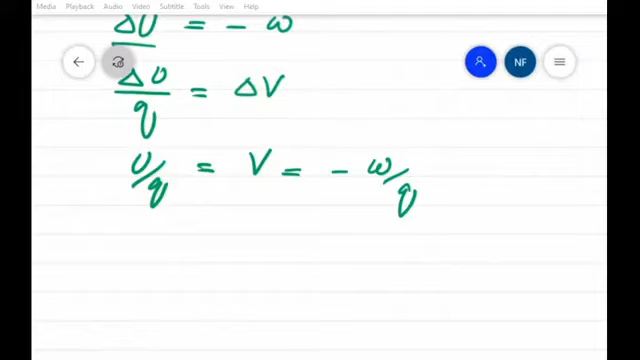 Media Playback Audio Video Subtitle Tools View Help
ΔU = - ω
NF
ΔU/q = ΔV
U/q = V = - ω/q